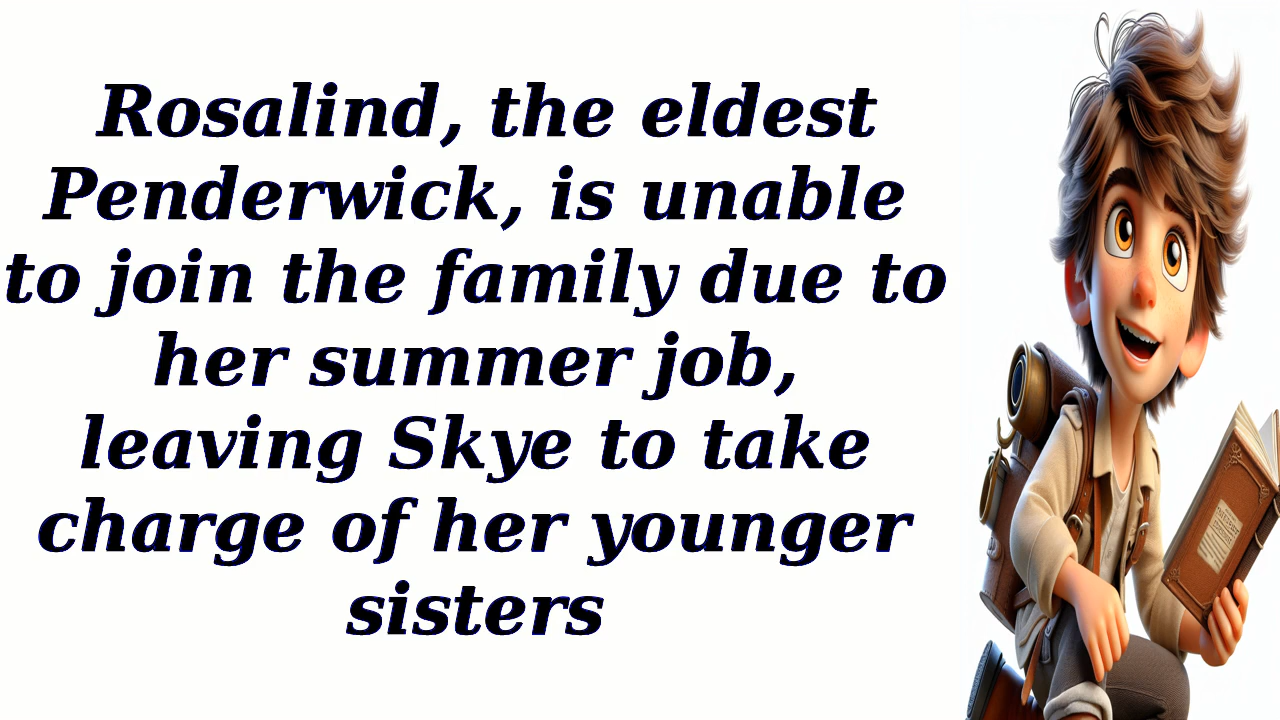 Rosalind, the eldest
Penderwick, is unable
to join the family due to
her summer job,
leaving Skye to take
charge of her younger
sisters